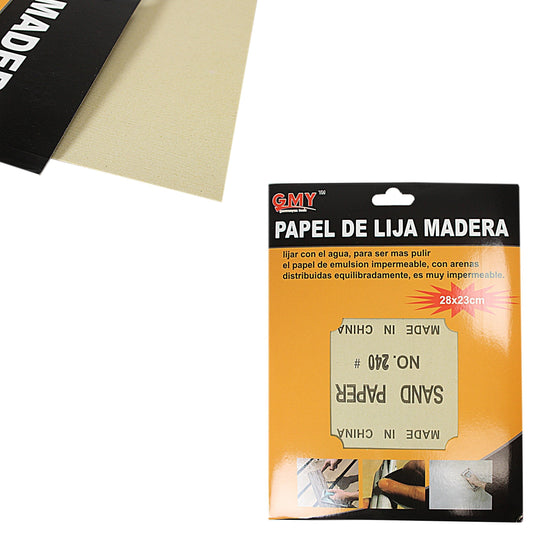 MADER
GMY TM
PAPEL DE LIJA MADERA
lijar con el agua, para ser mas pulir
el papel de emulsion impermeable, con arenas
distribuidas equilibradamente, es muy impermeable.
28x23cm
MADE IN CHINA
NO. 240 #
SAND PAPER
MADE IN CHINA